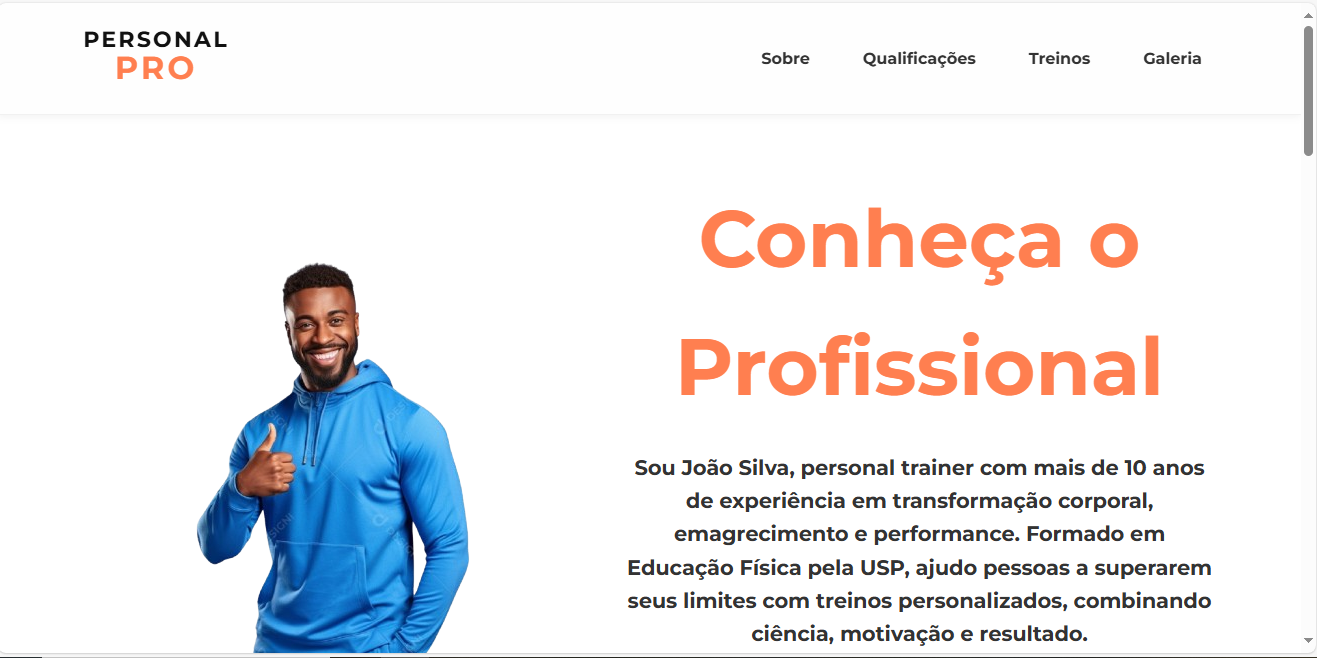 PERSONAL
PRO
Sobre Qualificações Treinos Galeria
Conheça o
Profissional
Sou João Silva, personal trainer com mais de 10 anos
de experiência em transformação corporal,
emagrecimento e performance. Formado em
Educação Física pela USP, ajudo pessoas a superarem
seus limites com treinos personalizados, combinando
ciência, motivação e resultado.